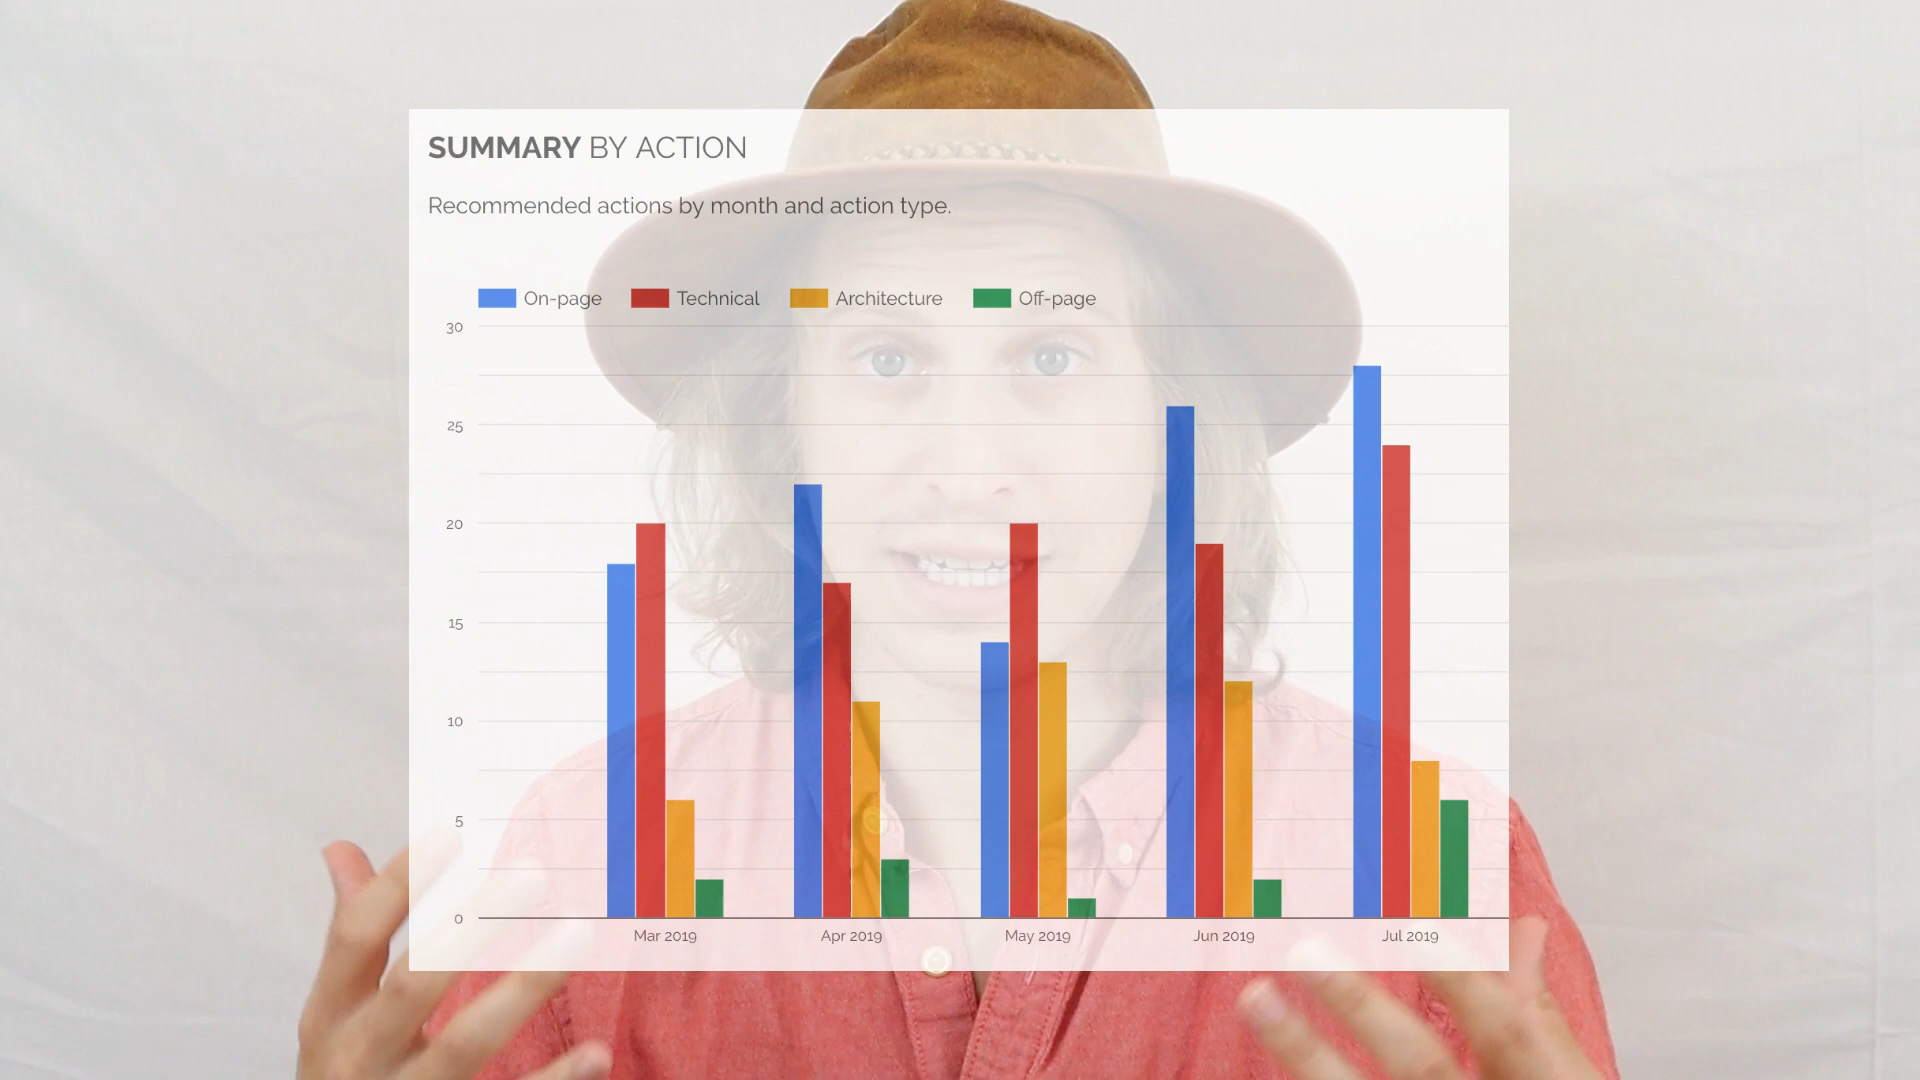 SUMMARY BY ACTION
Recommended actions by month and action type.
On-page Technical Architecture Off-page
30
25
20
15
10
5
0
Mar 2019 Apr 2019 May 2019 Jun 2019 Jul 2019